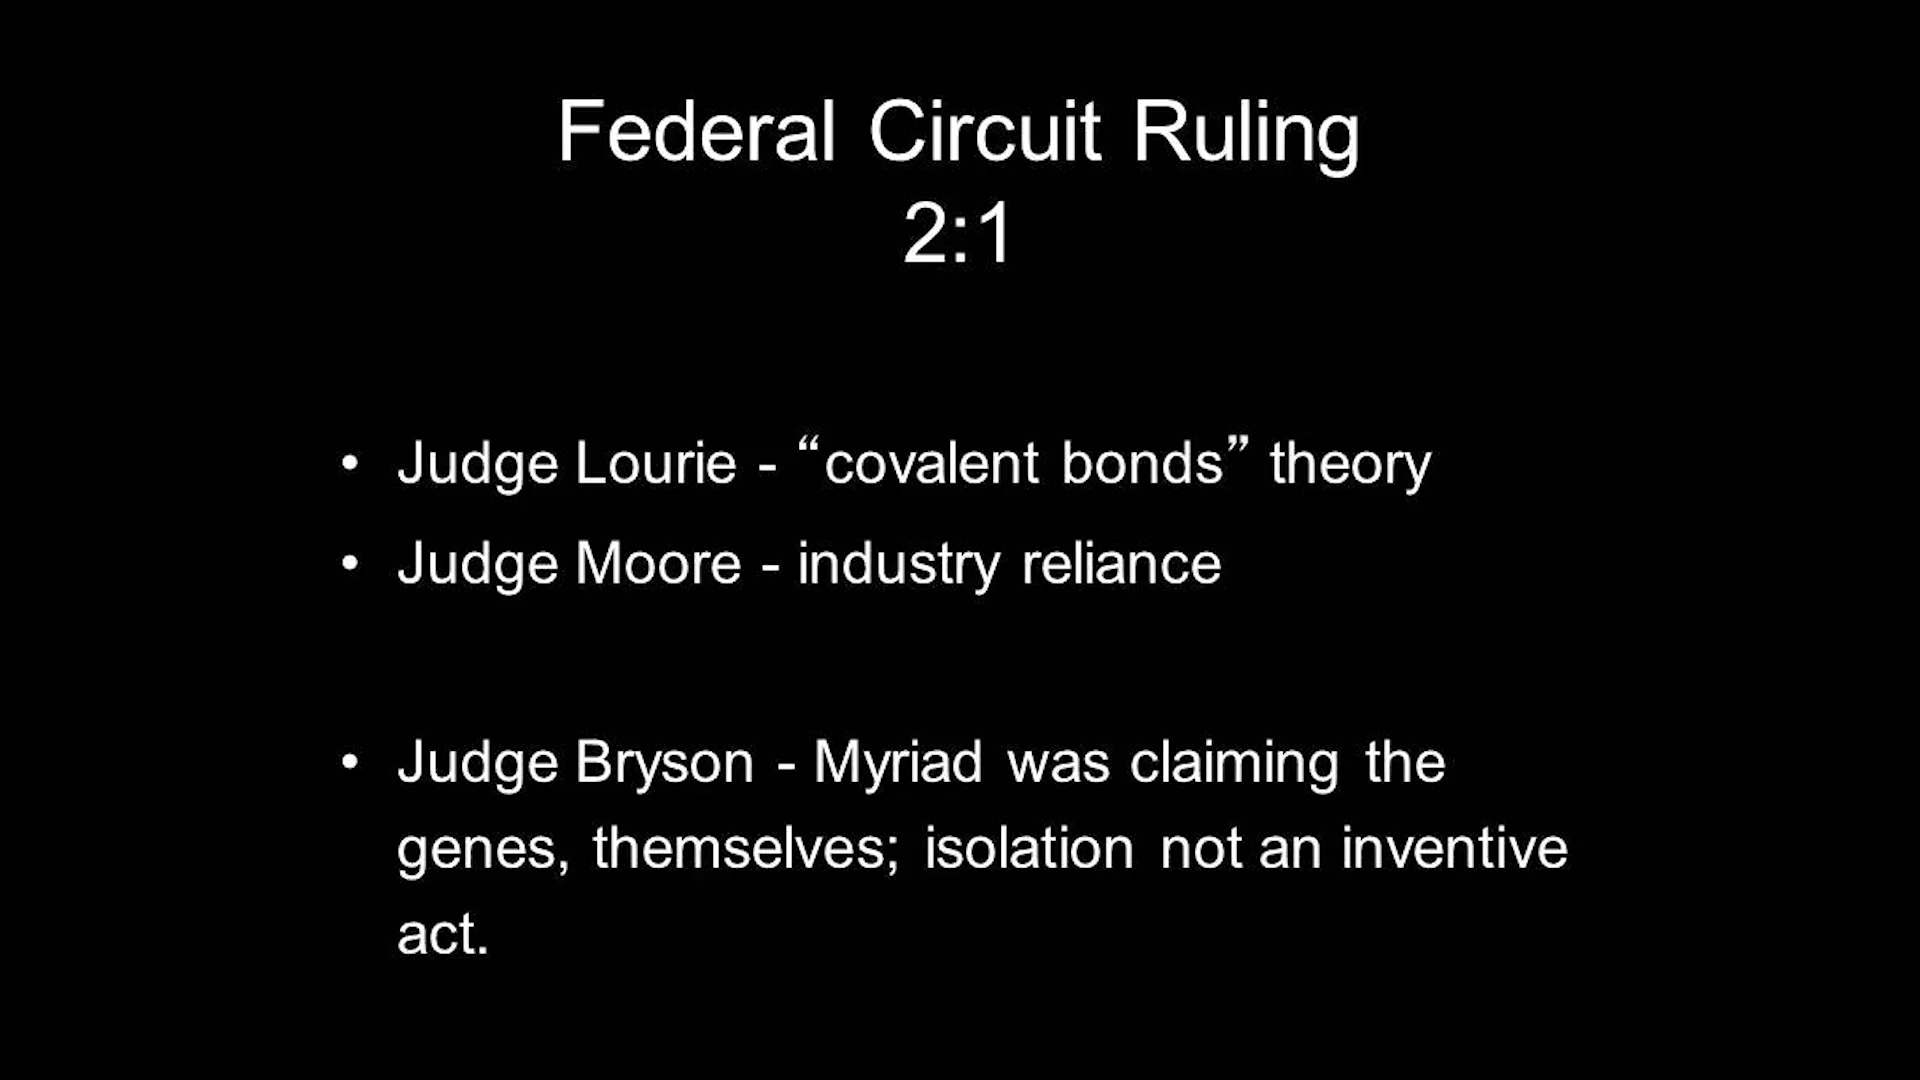 Federal Circuit Ruling
2:1
• Judge Lourie - “covalent bonds” theory
• Judge Moore - industry reliance
• Judge Bryson - Myriad was claiming the
genes, themselves; isolation not an inventive
act.